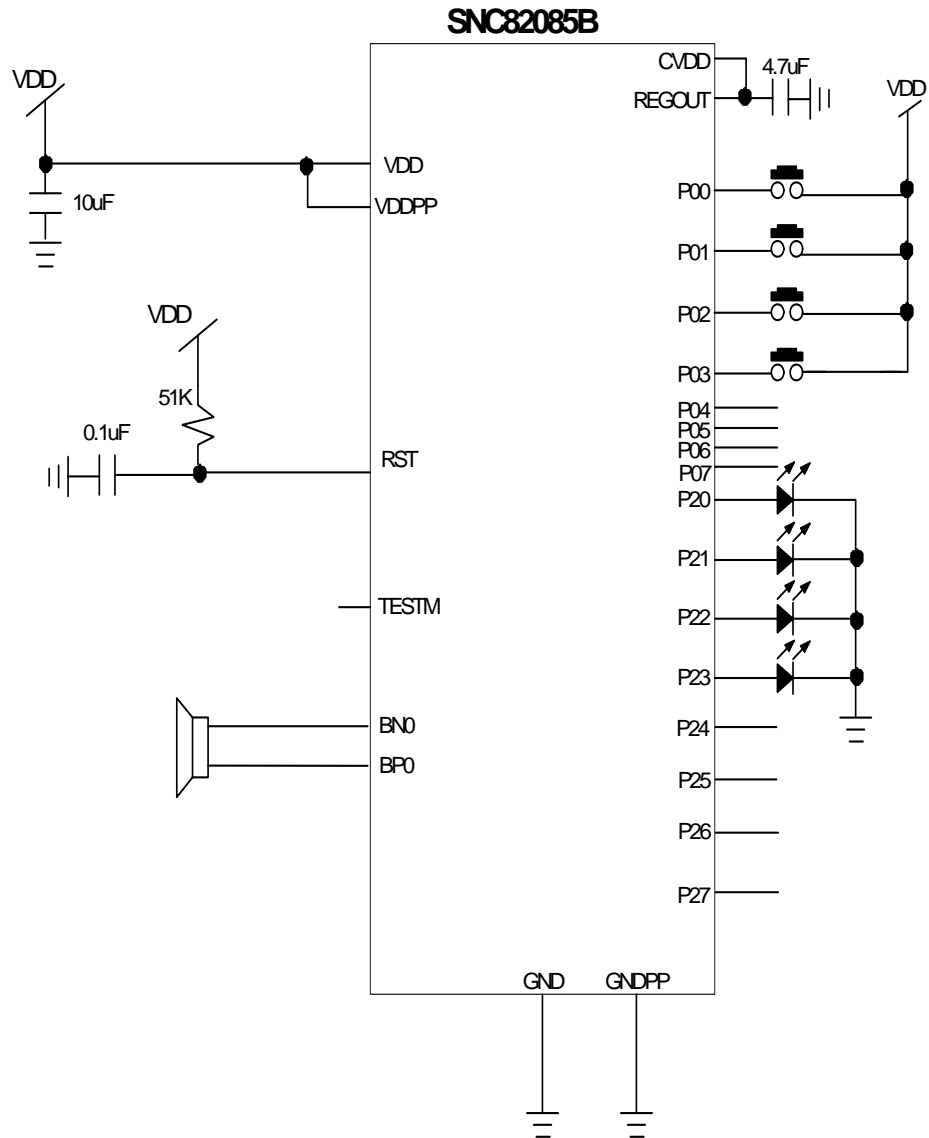 SNC82085B
VDD
10uF
VDD
VDDPP
VDD
51K
0.1uF
RST
TESTM
BN0
BP0
CVDD
REGOUT
4.7uF
VDD
P00
P01
P02
P03
P04
P05
P06
P07
P20
P21
P22
P23
P24
P25
P26
P27
GND
GNDPP